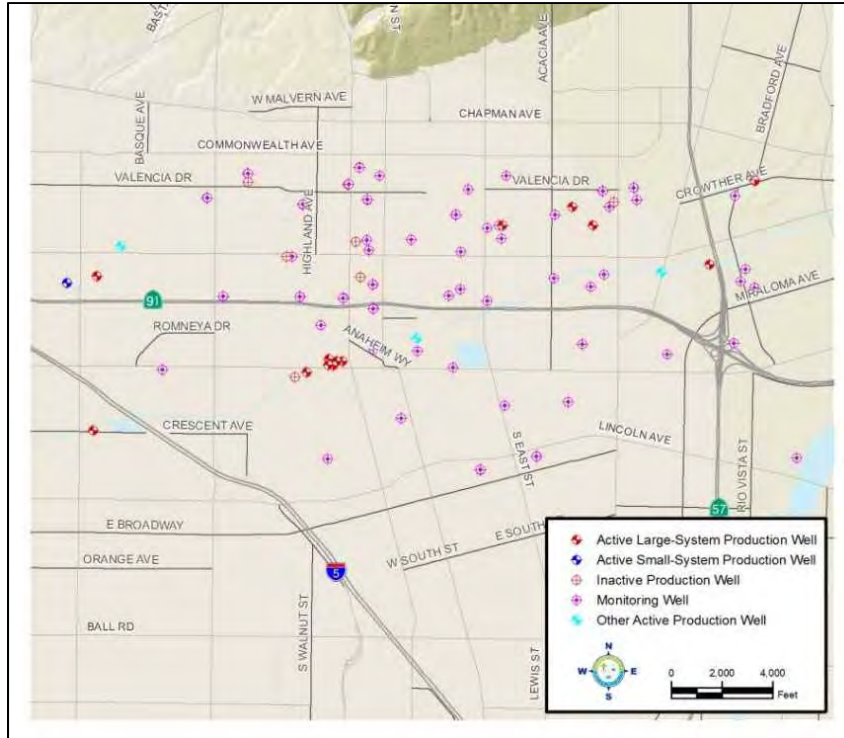 BASTA
N ST
ACACIA AVE
BRADFORD AVE
W MALVERN AVE
BASQUE AVE
CHAPMAN AVE
COMMONWEALTH AVE
VALENCIA DR
VALENCIA DR
CROWTHER AVE
HIGHLAND AVE
91
MIRALOMA AVE
ROMNEYA DR
ANAHEIM WY
CRESCENT AVE
LINCOLN AVE
S EAST ST
RIO VISTA ST
57
E BROADWAY
E SOUTH
W SOUTH ST
ORANGE AVE
5
BALL RD
S WALNUT ST
LEWIS ST
Active Large-System Production Well
Active Small-System Production Well
Inactive Production Well
Monitoring Well
Other Active Production Well
N
W E
S
0 2,000 4,000
Feet